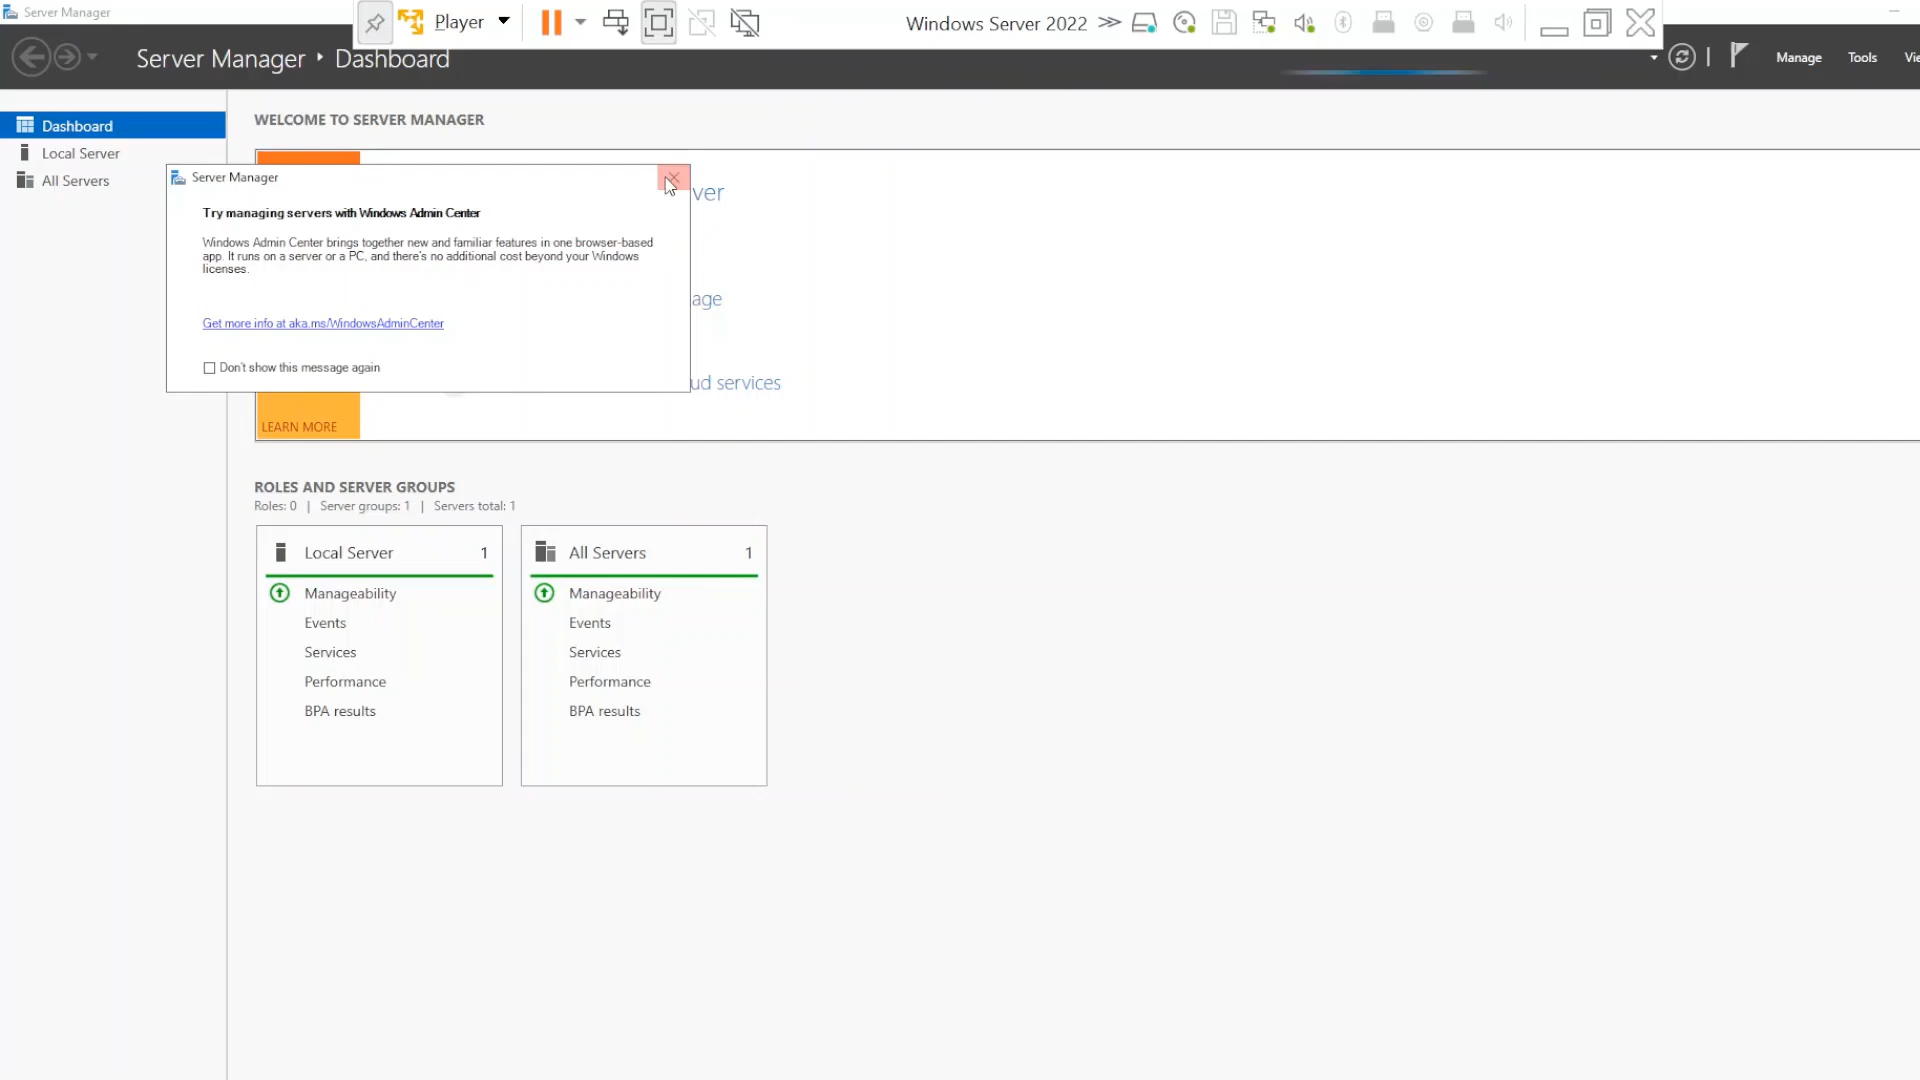 Server Manager
Player
Windows Server 2022
Server Manager
Dashboard
Manage
Tools
Dashboard
Local Server
All Servers
WELCOME TO SERVER MANAGER
Server Manager
Try managing servers with Windows Admin Center
Windows Admin Center brings together new and familiar features in one browser-based
app. It runs on a server or a PC, and there's no additional cost beyond your Windows
licenses.
Get more info at aka.ms/WindowsAdminCenter
Don't show this message again
ver
age
ud services
LEARN MORE
ROLES AND SERVER GROUPS
Roles: 0 | Server groups: 1 | Servers total: 1
Local Server 1
Manageability
Events
Services
Performance
BPA results
All Servers 1
Manageability
Events
Services
Performance
BPA results